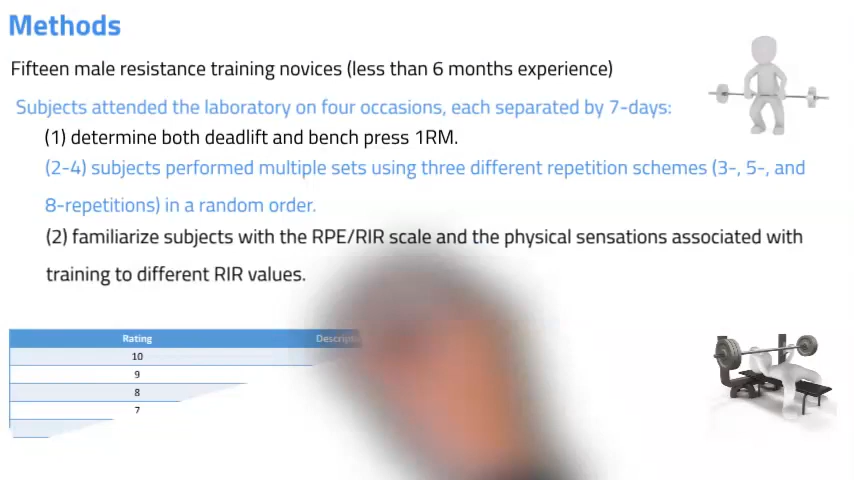 Methods
Fifteen male resistance training novices (less than 6 months experience)
Subjects attended the laboratory on four occasions, each separated by 7-days:
(1) determine both deadlift and bench press 1RM.
(2-4) subjects performed multiple sets using three different repetition schemes (3-, 5-, and
8-repetitions) in a random order.
(2) familiarize subjects with the RPE/RIR scale and the physical sensations associated with
training to different RIR values.
Rating
10
9
8
7